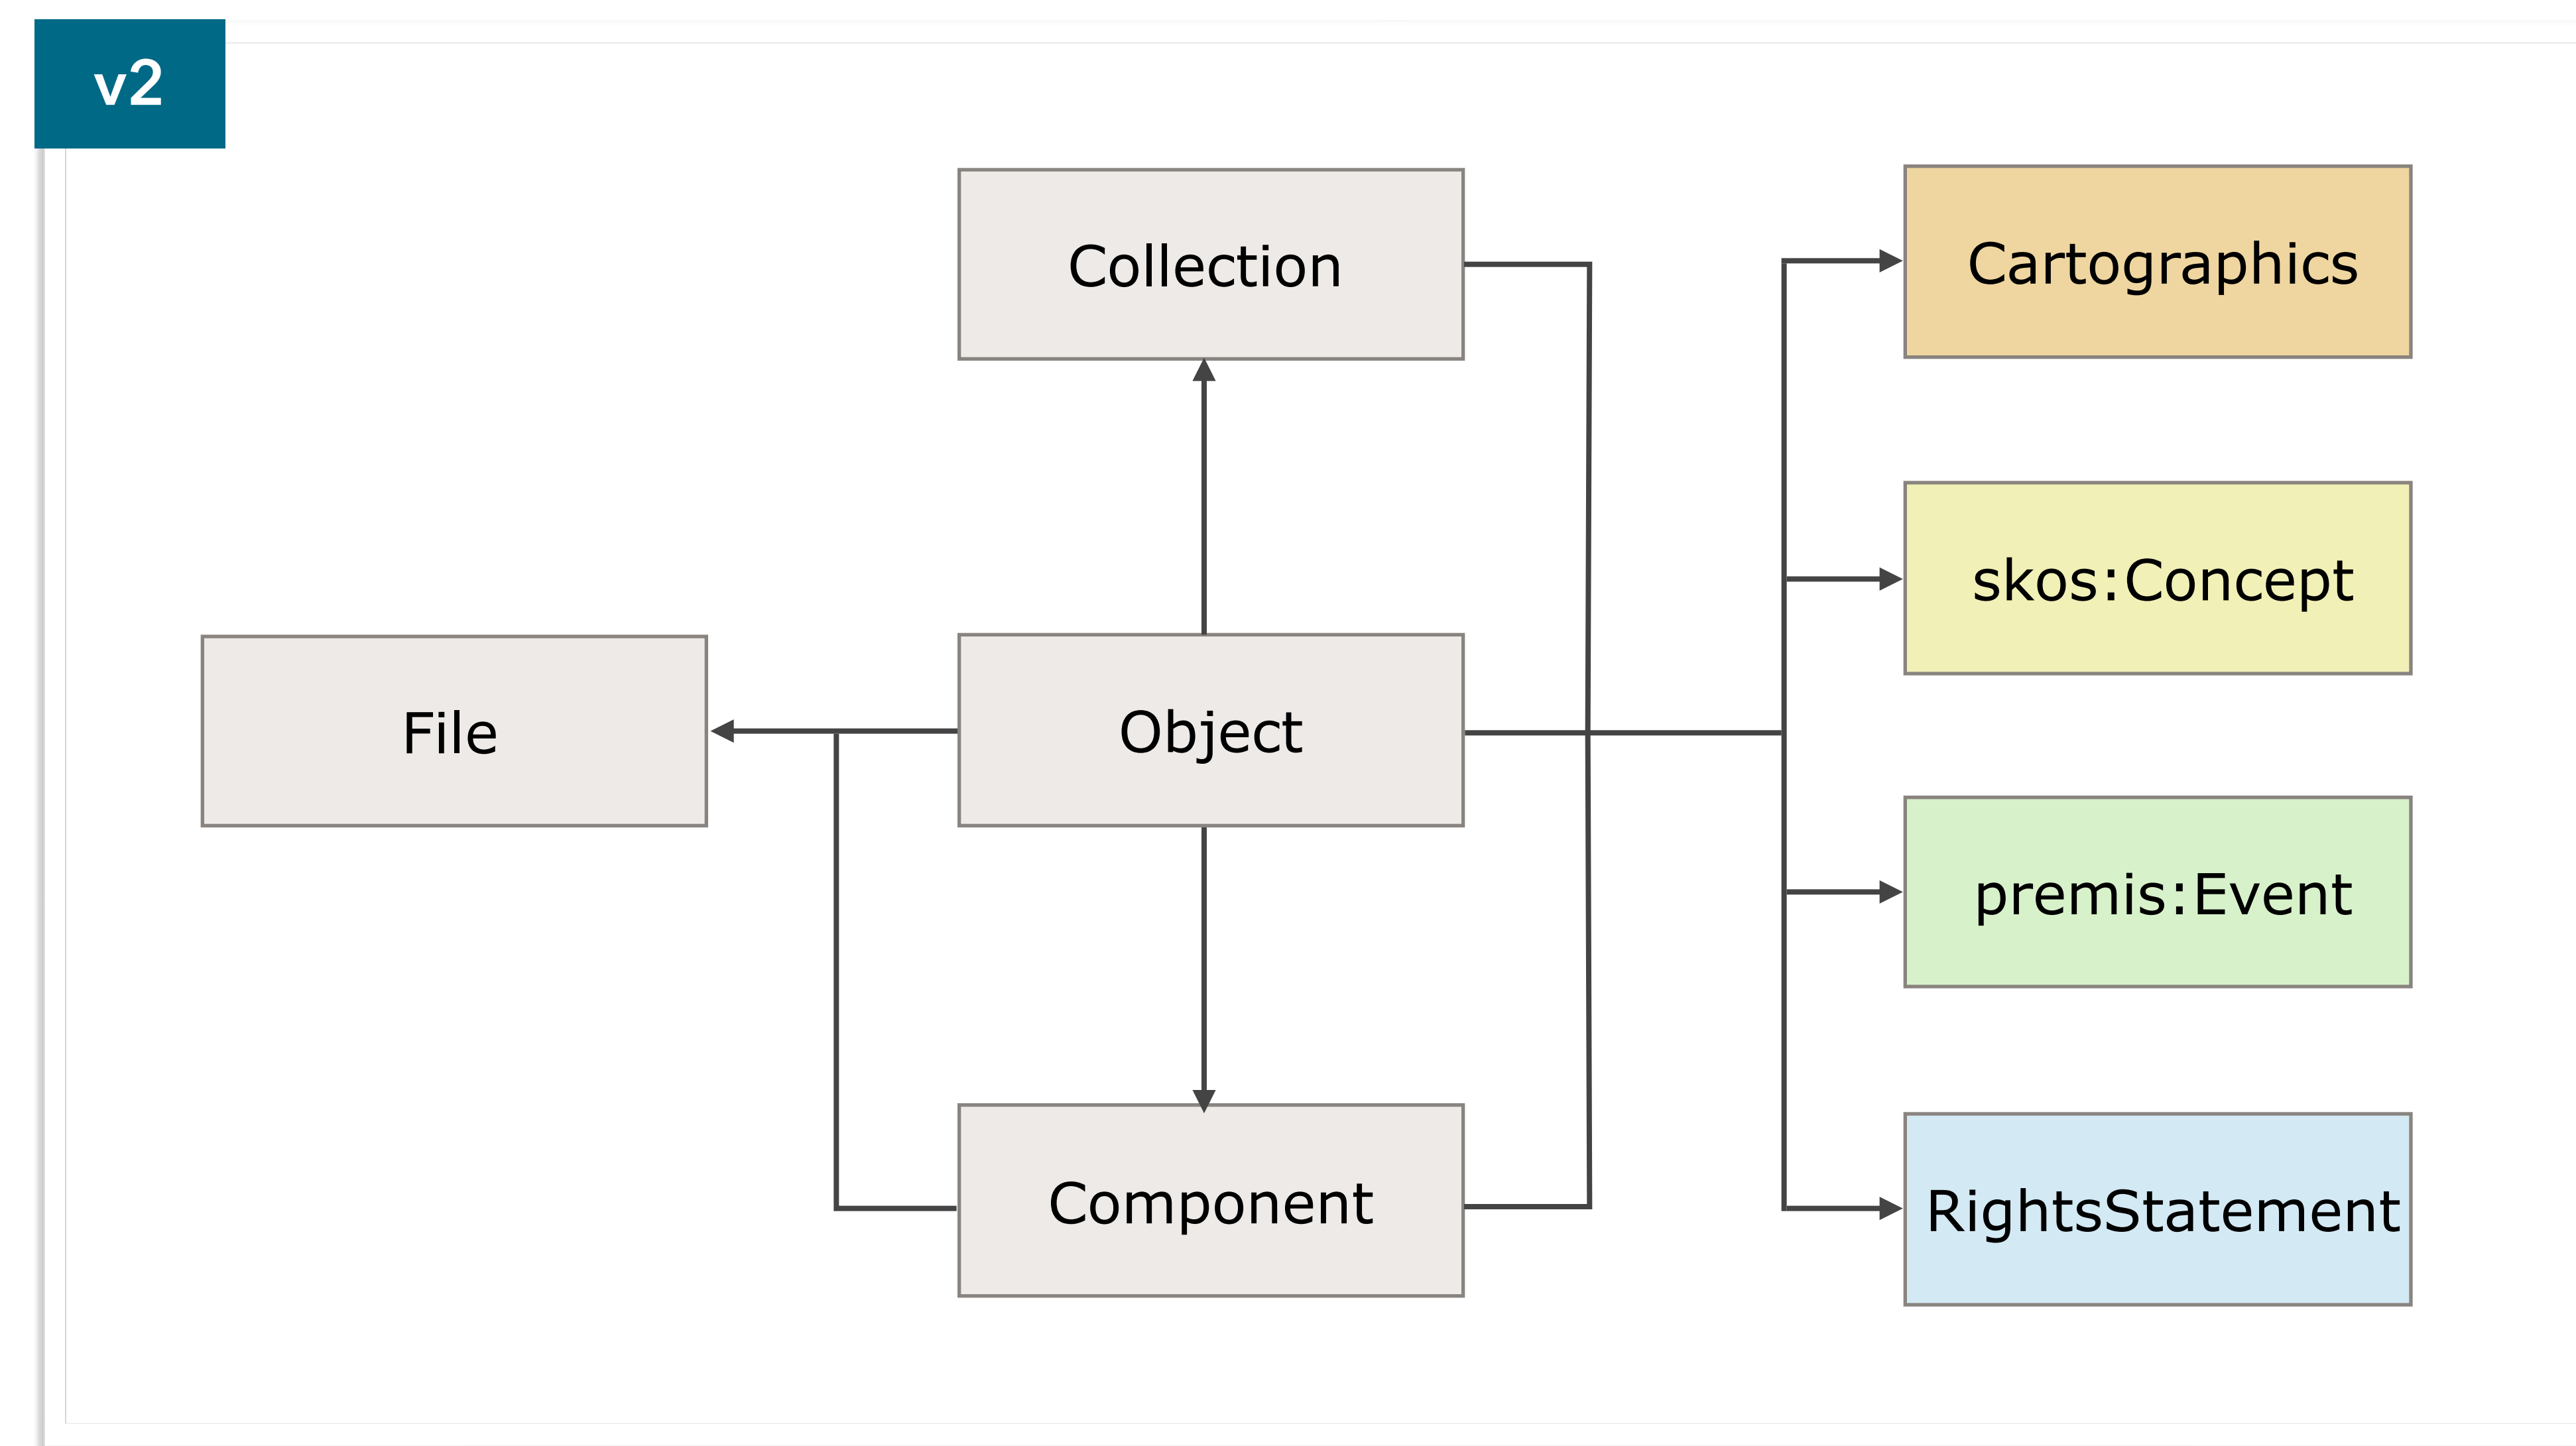 v2
Collection
Cartographics
skos:Concept
File
Object
premis:Event
Component
RightsStatement